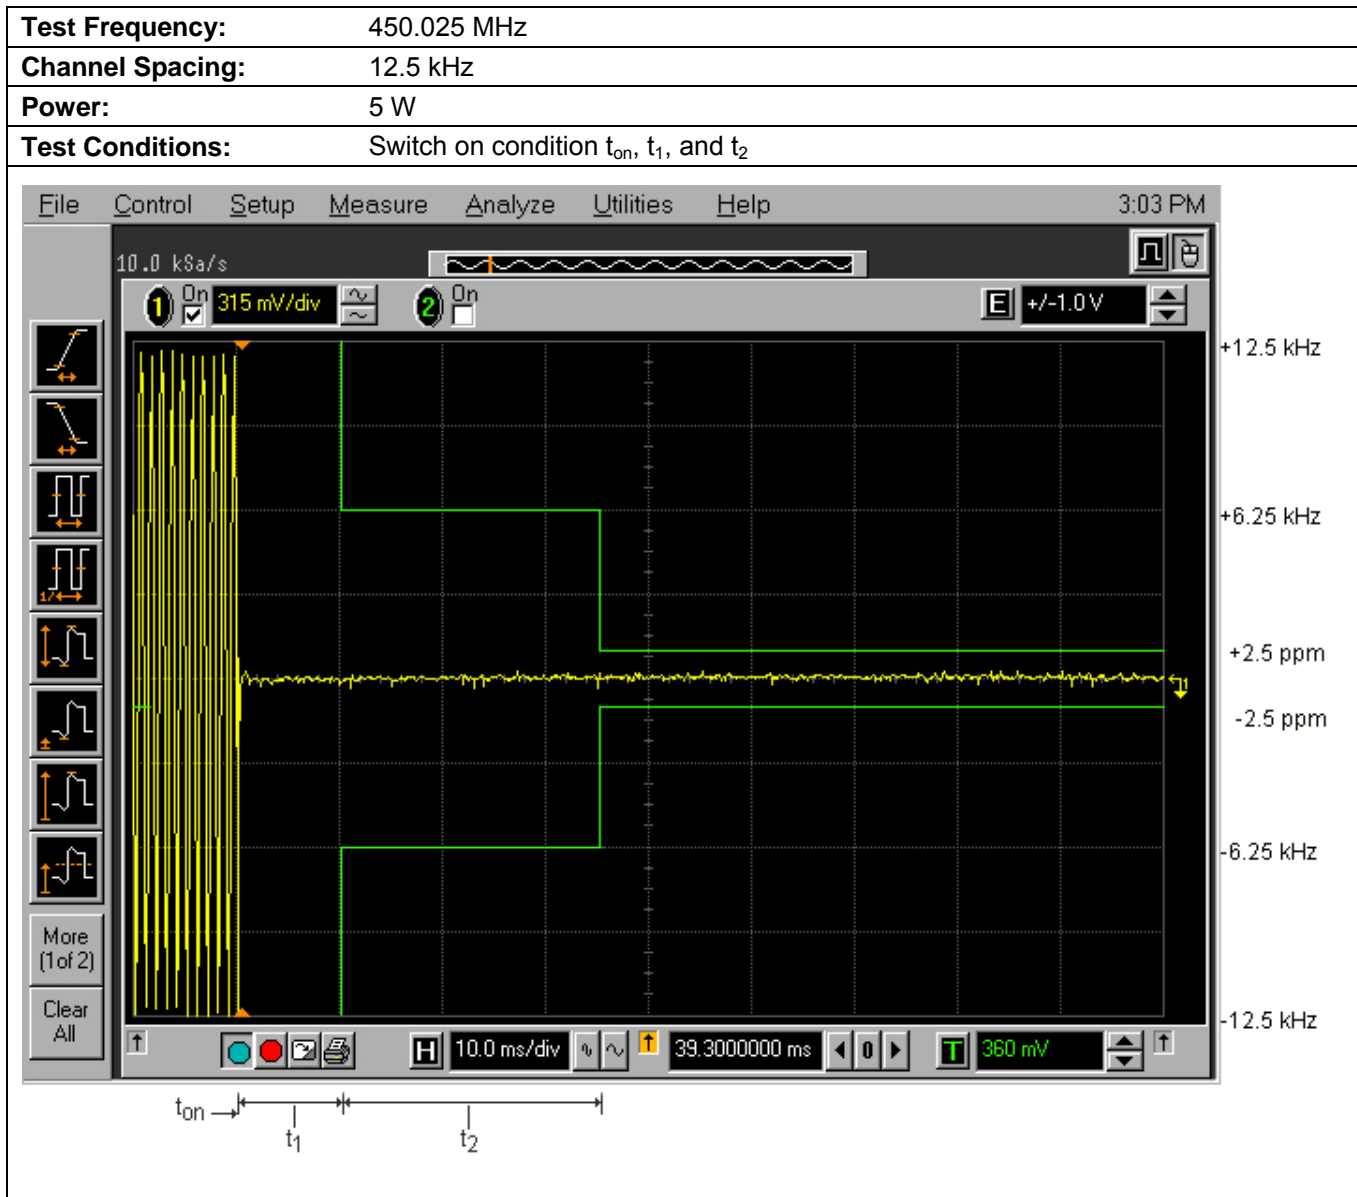 Test Frequency: 450.025 MHz
Channel Spacing: 12.5 kHz
Power: 5 W
Test Conditions: Switch on condition ton, t1, and t2
File Control Setup Measure Analyze Utilities Help 3:03 PM
10.0 kSa/s
1 On 315 mV/div 2 On E +/-1.0 V
+12.5 kHz
+6.25 kHz
1/
+2.5 ppm
-2.5 ppm
-6.25 kHz
More
(1of 2)
Clear
All
-12.5 kHz
H 10.0 ms/div 39.3000000 ms 0 T 360 mV
ton
t1
t2